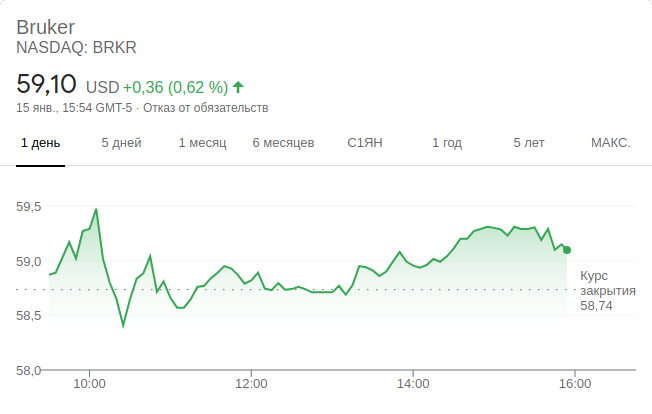 Bruker
NASDAQ: BRKR
59,10 USD +0,36 (0,62 %)
15 янв., 15:54 GMT-5 · Отказ от обязательств
1 день 5 дней 1 месяц 6 месяцев С1ЯН 1 год 5 лет МАКС.
59,5
59,0
Курс
закрытия
58,74
58,5
58,0
10:00 12:00 14:00 16:00